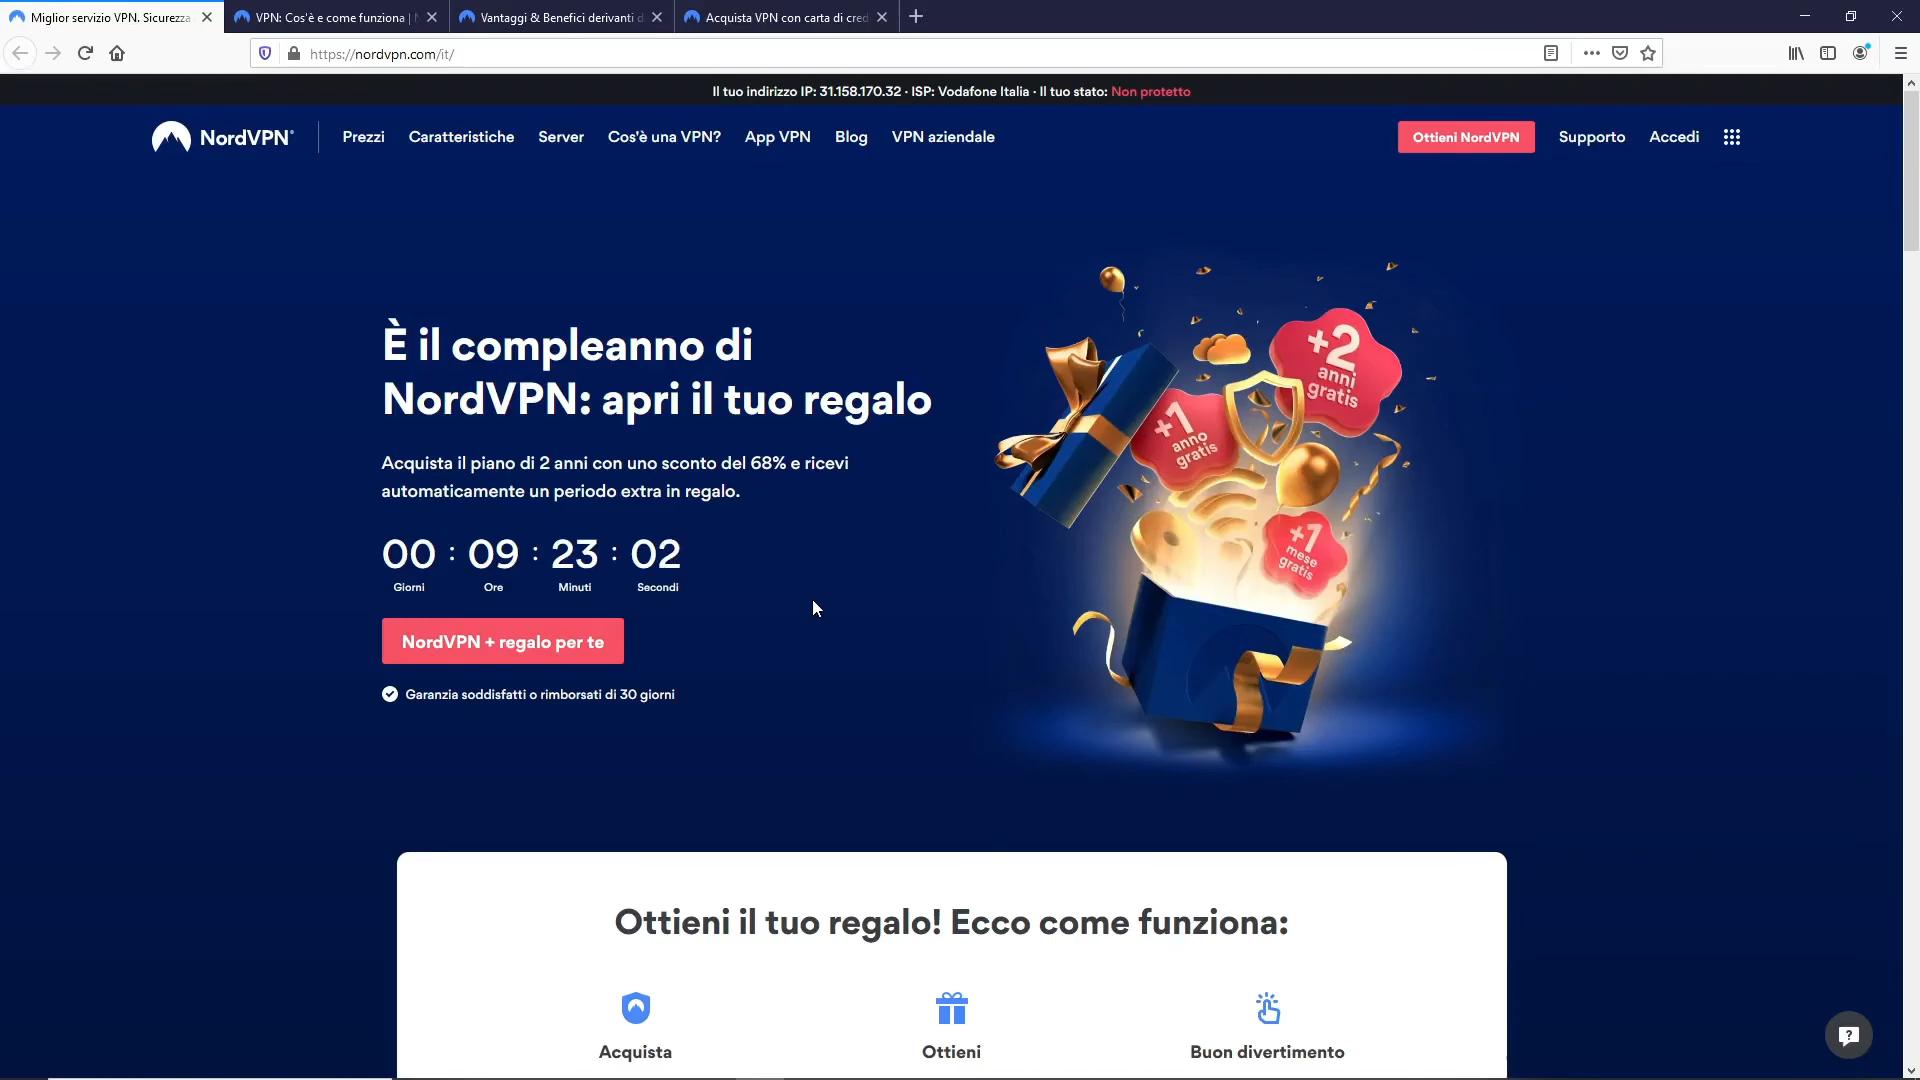 Miglior servizio VPN. Sicurezza
VPN: Cos'è e come funziona |
Vantaggi & Benefici derivanti d
Acquista VPN con carta di cred
https://nordvpn.com/it/
Il tuo indirizzo IP: 31.158.170.32 · ISP: Vodafone Italia · Il tuo stato: Non protetto
NordVPN®
Prezzi
Caratteristiche
Server
Cos'è una VPN?
App VPN
Blog
VPN aziendale
Ottieni NordVPN
Supporto
Accedi
È il compleanno di
NordVPN: apri il tuo regalo
Acquista il piano di 2 anni con uno sconto del 68% e ricevi
automaticamente un periodo extra in regalo.
00 : 09 : 23 : 02
Giorni Ore Minuti Secondi
NordVPN + regalo per te
Garanzia soddisfatti o rimborsati di 30 giorni
+2
anni
gratis
+1
anno
gratis
+1
mese
gratis
Ottieni il tuo regalo! Ecco come funziona:
Acquista
Ottieni
Buon divertimento